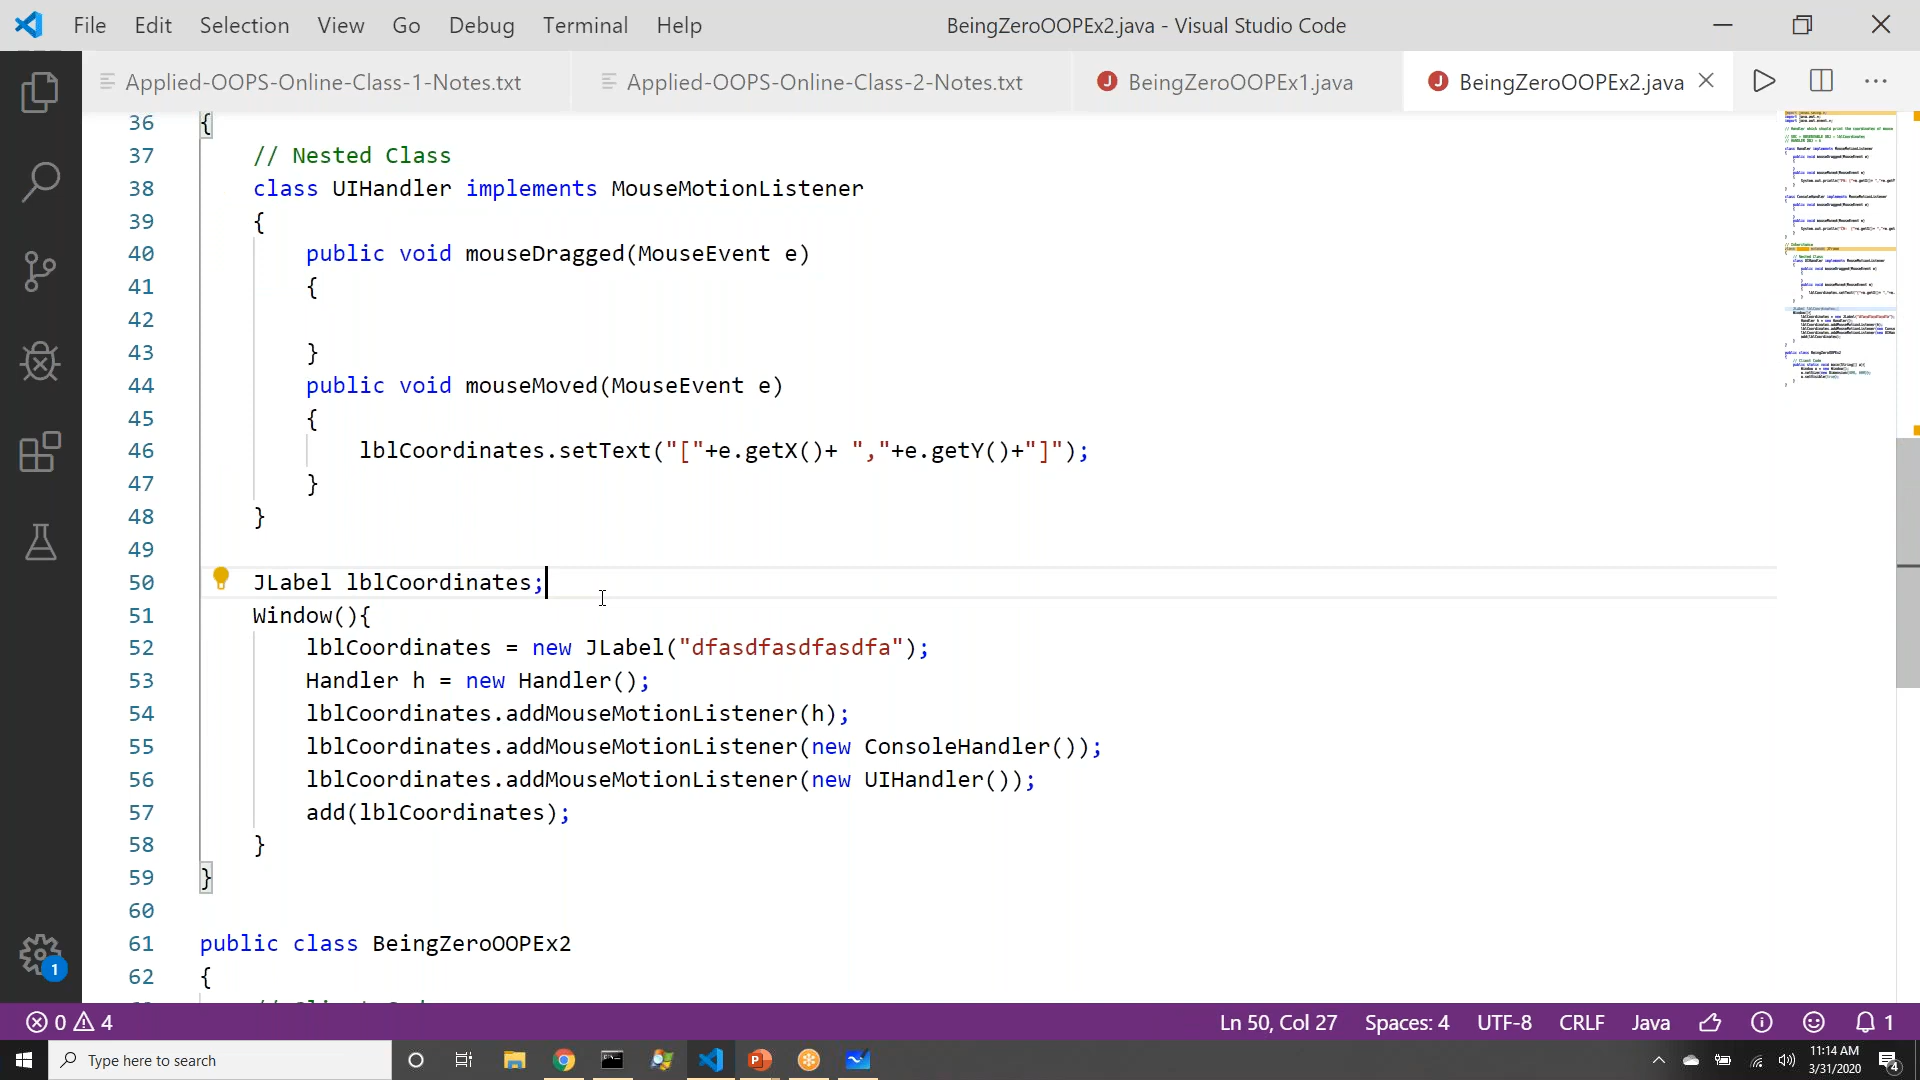 File Edit Selection View Go Debug Terminal Help BeingZeroOOPEx2.java - Visual Studio Code
Applied-OOPS-Online-Class-1-Notes.txt Applied-OOPS-Online-Class-2-Notes.txt J BeingZeroOOPEx1.java J BeingZeroOOPEx2.java
36 {
37 // Nested Class
38 class UIHandler implements MouseMotionListener
39 {
40 public void mouseDragged(MouseEvent e)
41 {
42
43 }
44 public void mouseMoved(MouseEvent e)
45 {
46 lblCoordinates.setText("["+e.getX()+ ","+e.getY()+"]");
47 }
48 }
49
50 JLabel lblCoordinates;
51 Window(){
52 lblCoordinates = new JLabel("dfasdfasdfasdfa");
53 Handler h = new Handler();
54 lblCoordinates.addMouseMotionListener(h);
55 lblCoordinates.addMouseMotionListener(new ConsoleHandler());
56 lblCoordinates.addMouseMotionListener(new UIHandler());
57 add(lblCoordinates);
58 }
59 }
60
61 public class BeingZeroOOPEx2
62 {
1
0 4 Ln 50, Col 27 Spaces: 4 UTF-8 CRLF Java 1
Type here to search 11:14 AM
3/31/2020 4